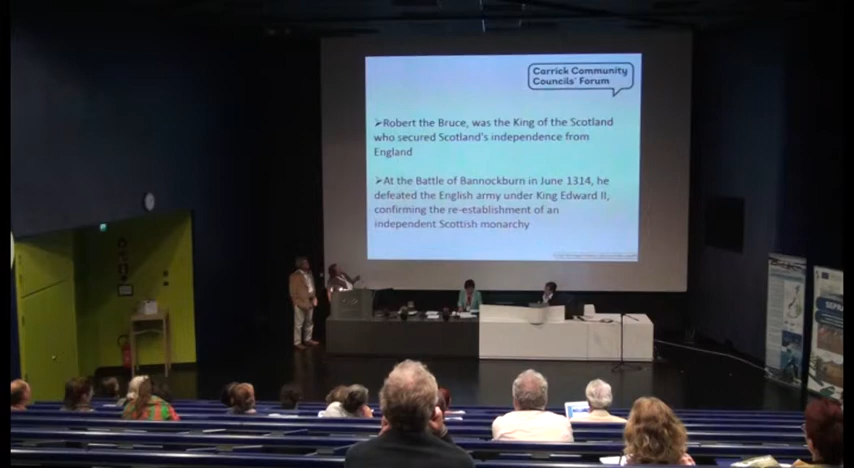 Carrick Community
Councils' Forum
➢Robert the Bruce, was the King of the Scotland
who secured Scotland's independence from
England
➢At the Battle of Bannockburn in June 1314, he
defeated the English army under King Edward II,
confirming the re-establishment of an
independent Scottish monarchy